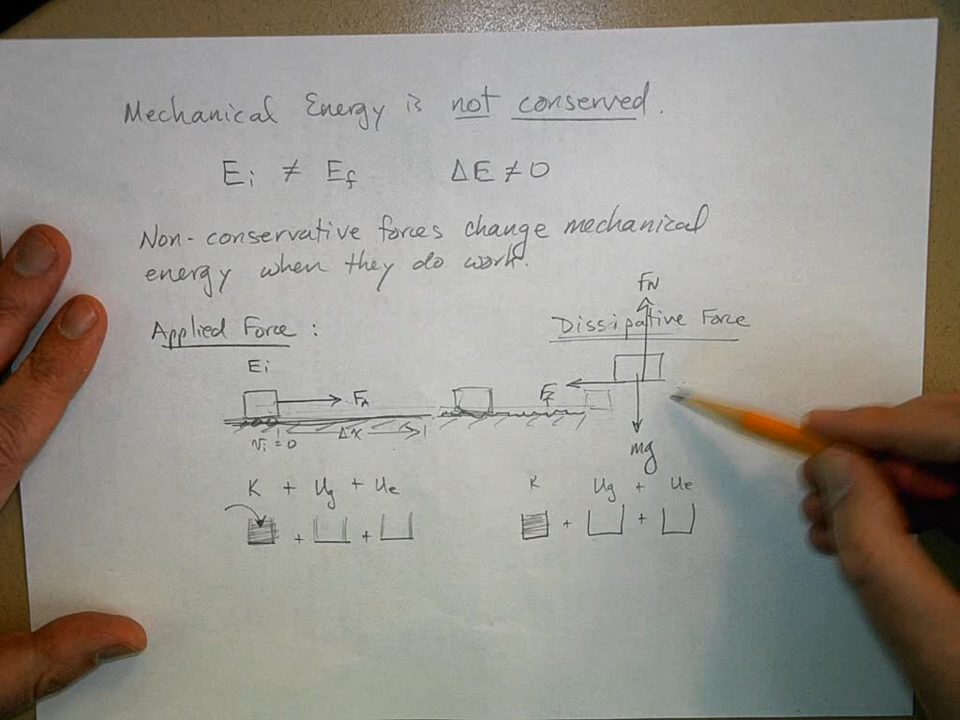 Mechanical Energy is not conserved.
Ei ≠ Ef ΔE ≠ 0
Non-conservative forces change mechanical
energy when they do work.
Applied Force :
Dissipative Force
FN
Ei
FA
Ff
vi = 0 Δx
mg
K + Ug + Ue
K Ug + Ue
+ +
+ +